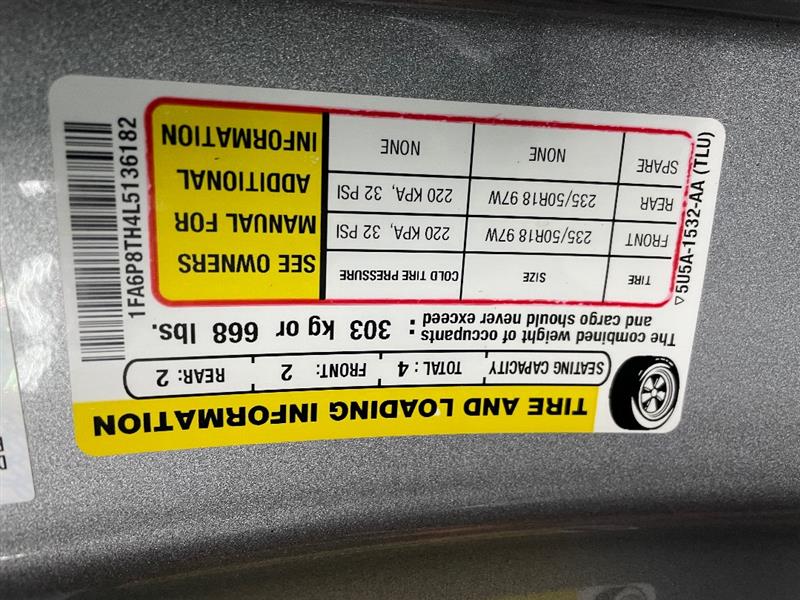 TIRE AND LOADING INFORMATION
SEATING CAPACITY TOTAL : 4 FRONT: 2 REAR: 2
The combined weight of occupants
and cargo should never exceed : 303 kg or 668 lbs.
TIRE SIZE COLD TIRE PRESSURE
FRONT 235/50R18 97W 220 KPA, 32 PSI
REAR 235/50R18 97W 220 KPA, 32 PSI
SPARE NONE NONE
SEE OWNERS
MANUAL FOR
ADDITIONAL
INFORMATION
5U5A-1532-AA (TLU)
1FA6P8TH4L5136182